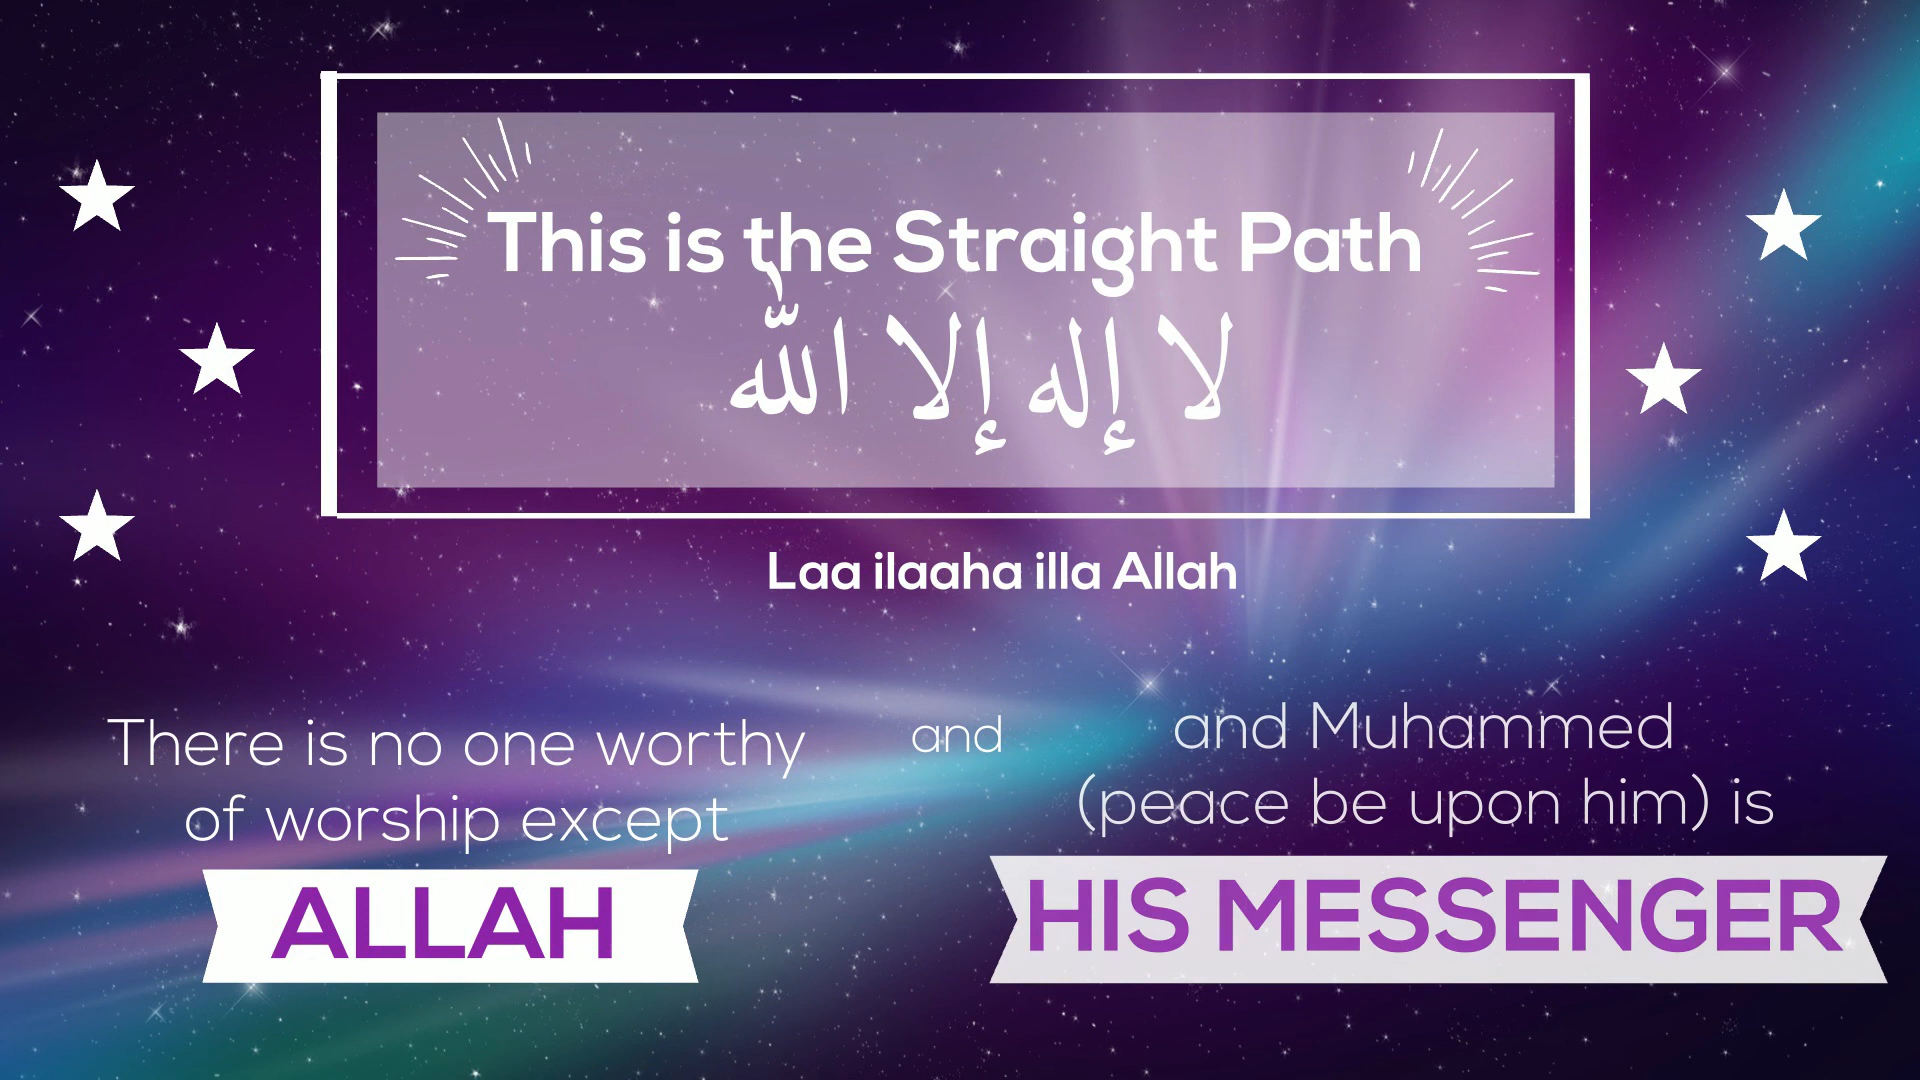 This is the Straight Path
لا إله إلا الله
Laa ilaaha illa Allah
There is no one worthy
of worship except
ALLAH
and
and Muhammed
(peace be upon him) is
HIS MESSENGER